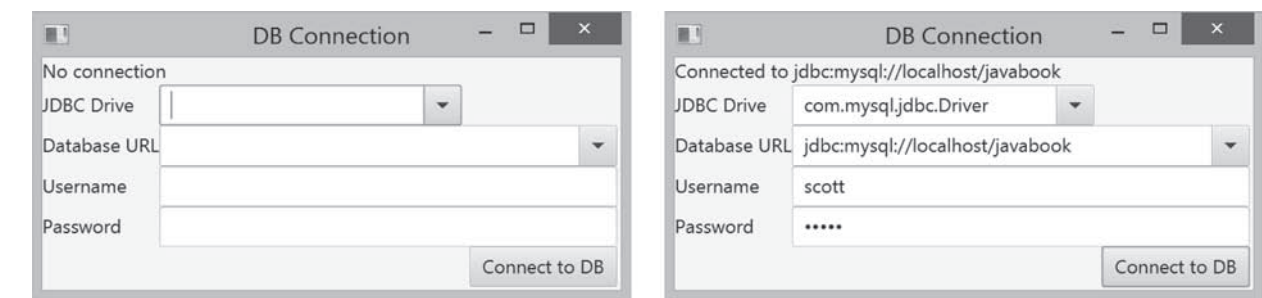 DB Connection
No connection
JDBC Drive
Database URL
Username
Password
Connect to DB
DB Connection
Connected to jdbc:mysql://localhost/javabook
JDBC Drive com.mysql.jdbc.Driver
Database URL jdbc:mysql://localhost/javabook
Username scott
Password •••••
Connect to DB